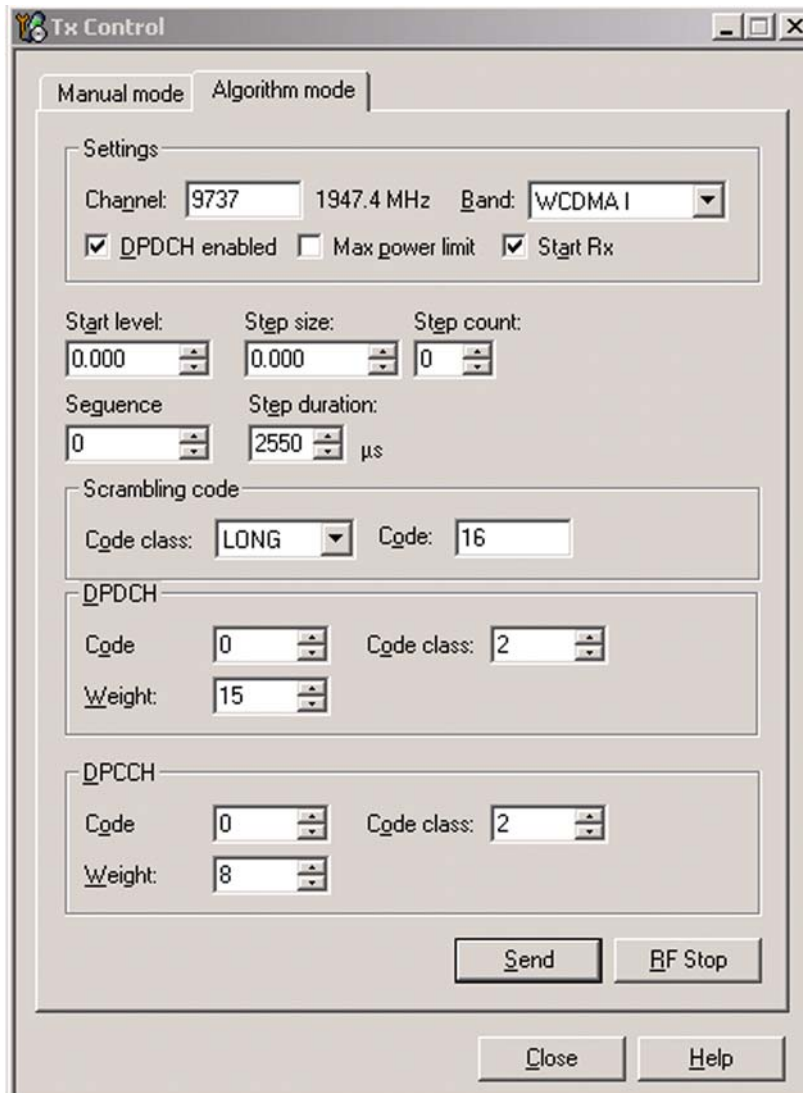 Tx Control
Manual mode Algorithm mode
Settings
Channel: 9737 1947.4 MHz Band: WCDMA I
DPDCH enabled Max power limit Start Rx
Start level: Step size: Step count:
0.000 0.000 0
Seguence Step duration:
0 2550 µs
Scrambling code
Code class: LONG Code: 16
DPDCH
Code 0 Code class: 2
Weight: 15
DPCCH
Code 0 Code class: 2
Weight: 8
Send RF Stop
Close Help